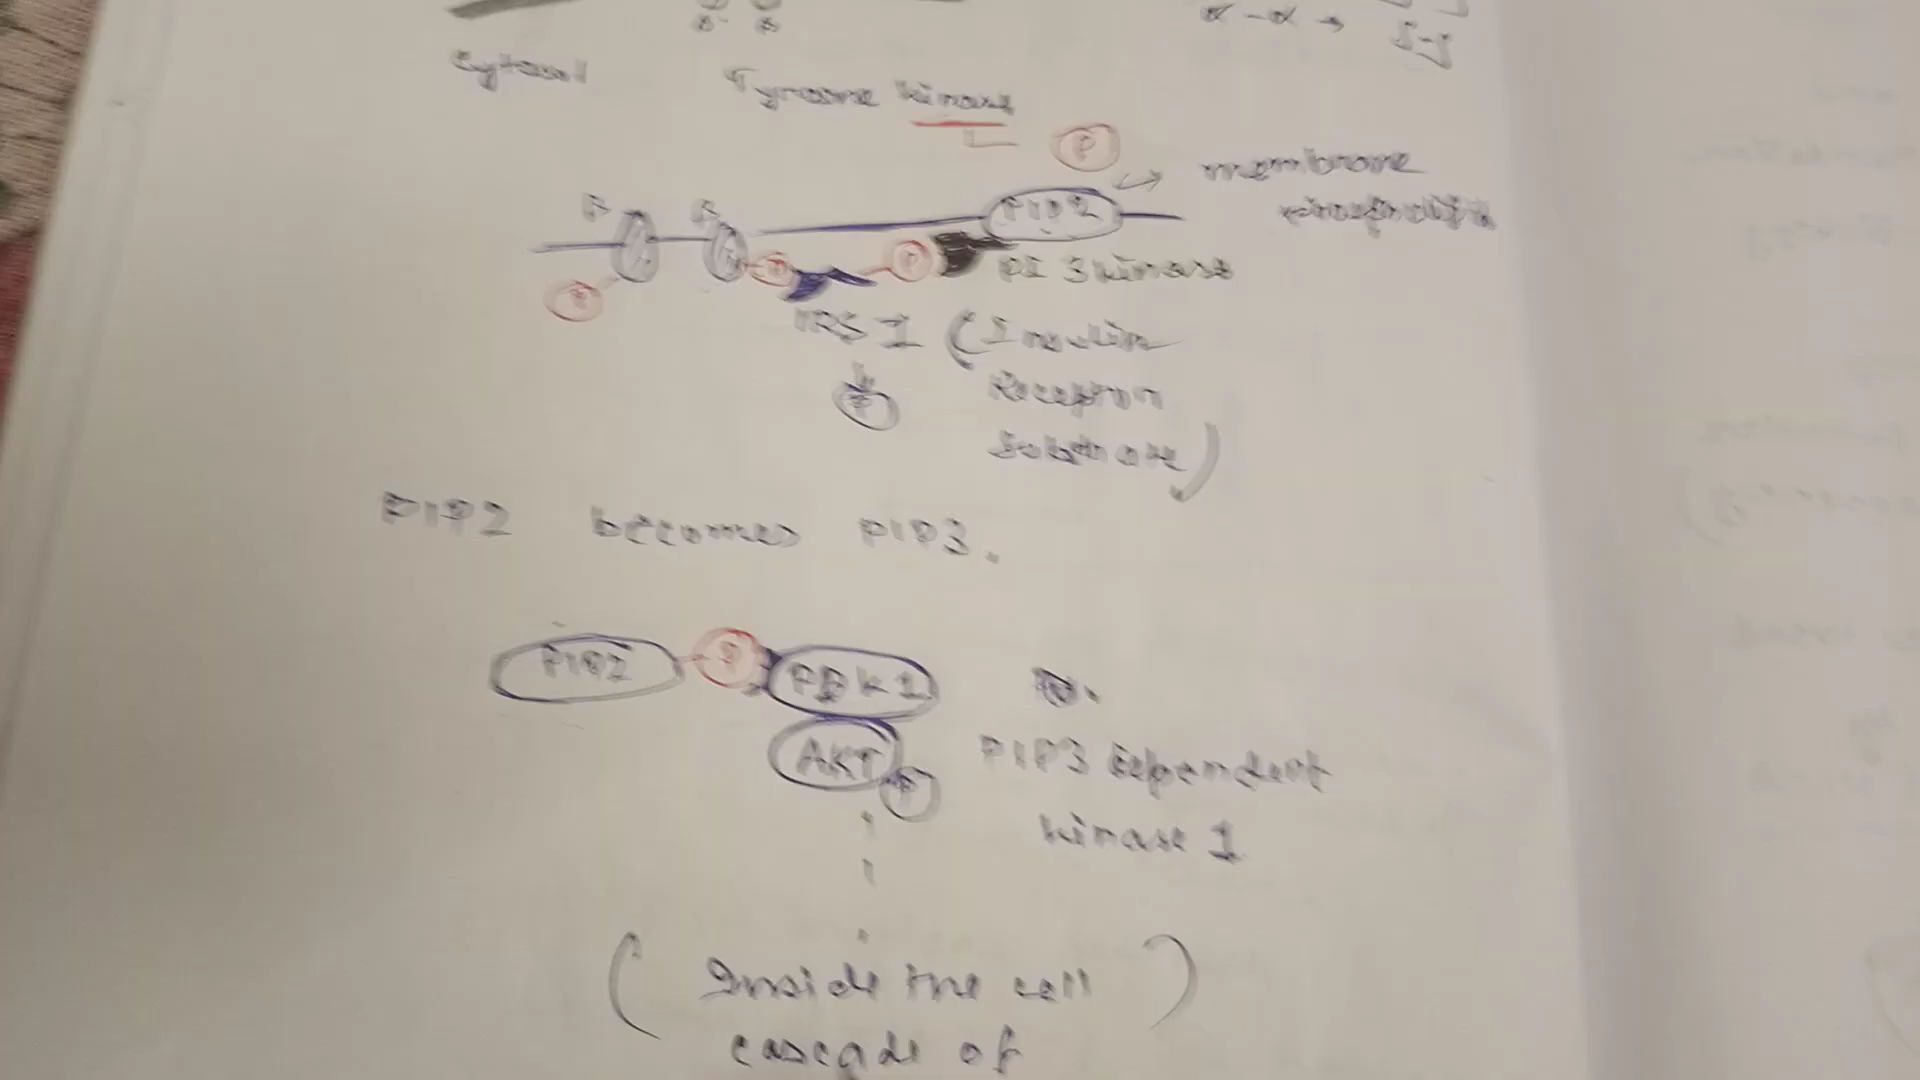 α - α → S-S
Cytosol Tyrosine kinase
P
membrane
PIP2
P P
PI 3 kinase
IRS 1 (Insulin
P Receptor
Substrate)
PIP2 becomes PIP3.
PIP2 P PDK1
AKT P PIP3 dependent
kinase 1
(Inside the cell)
cascade of